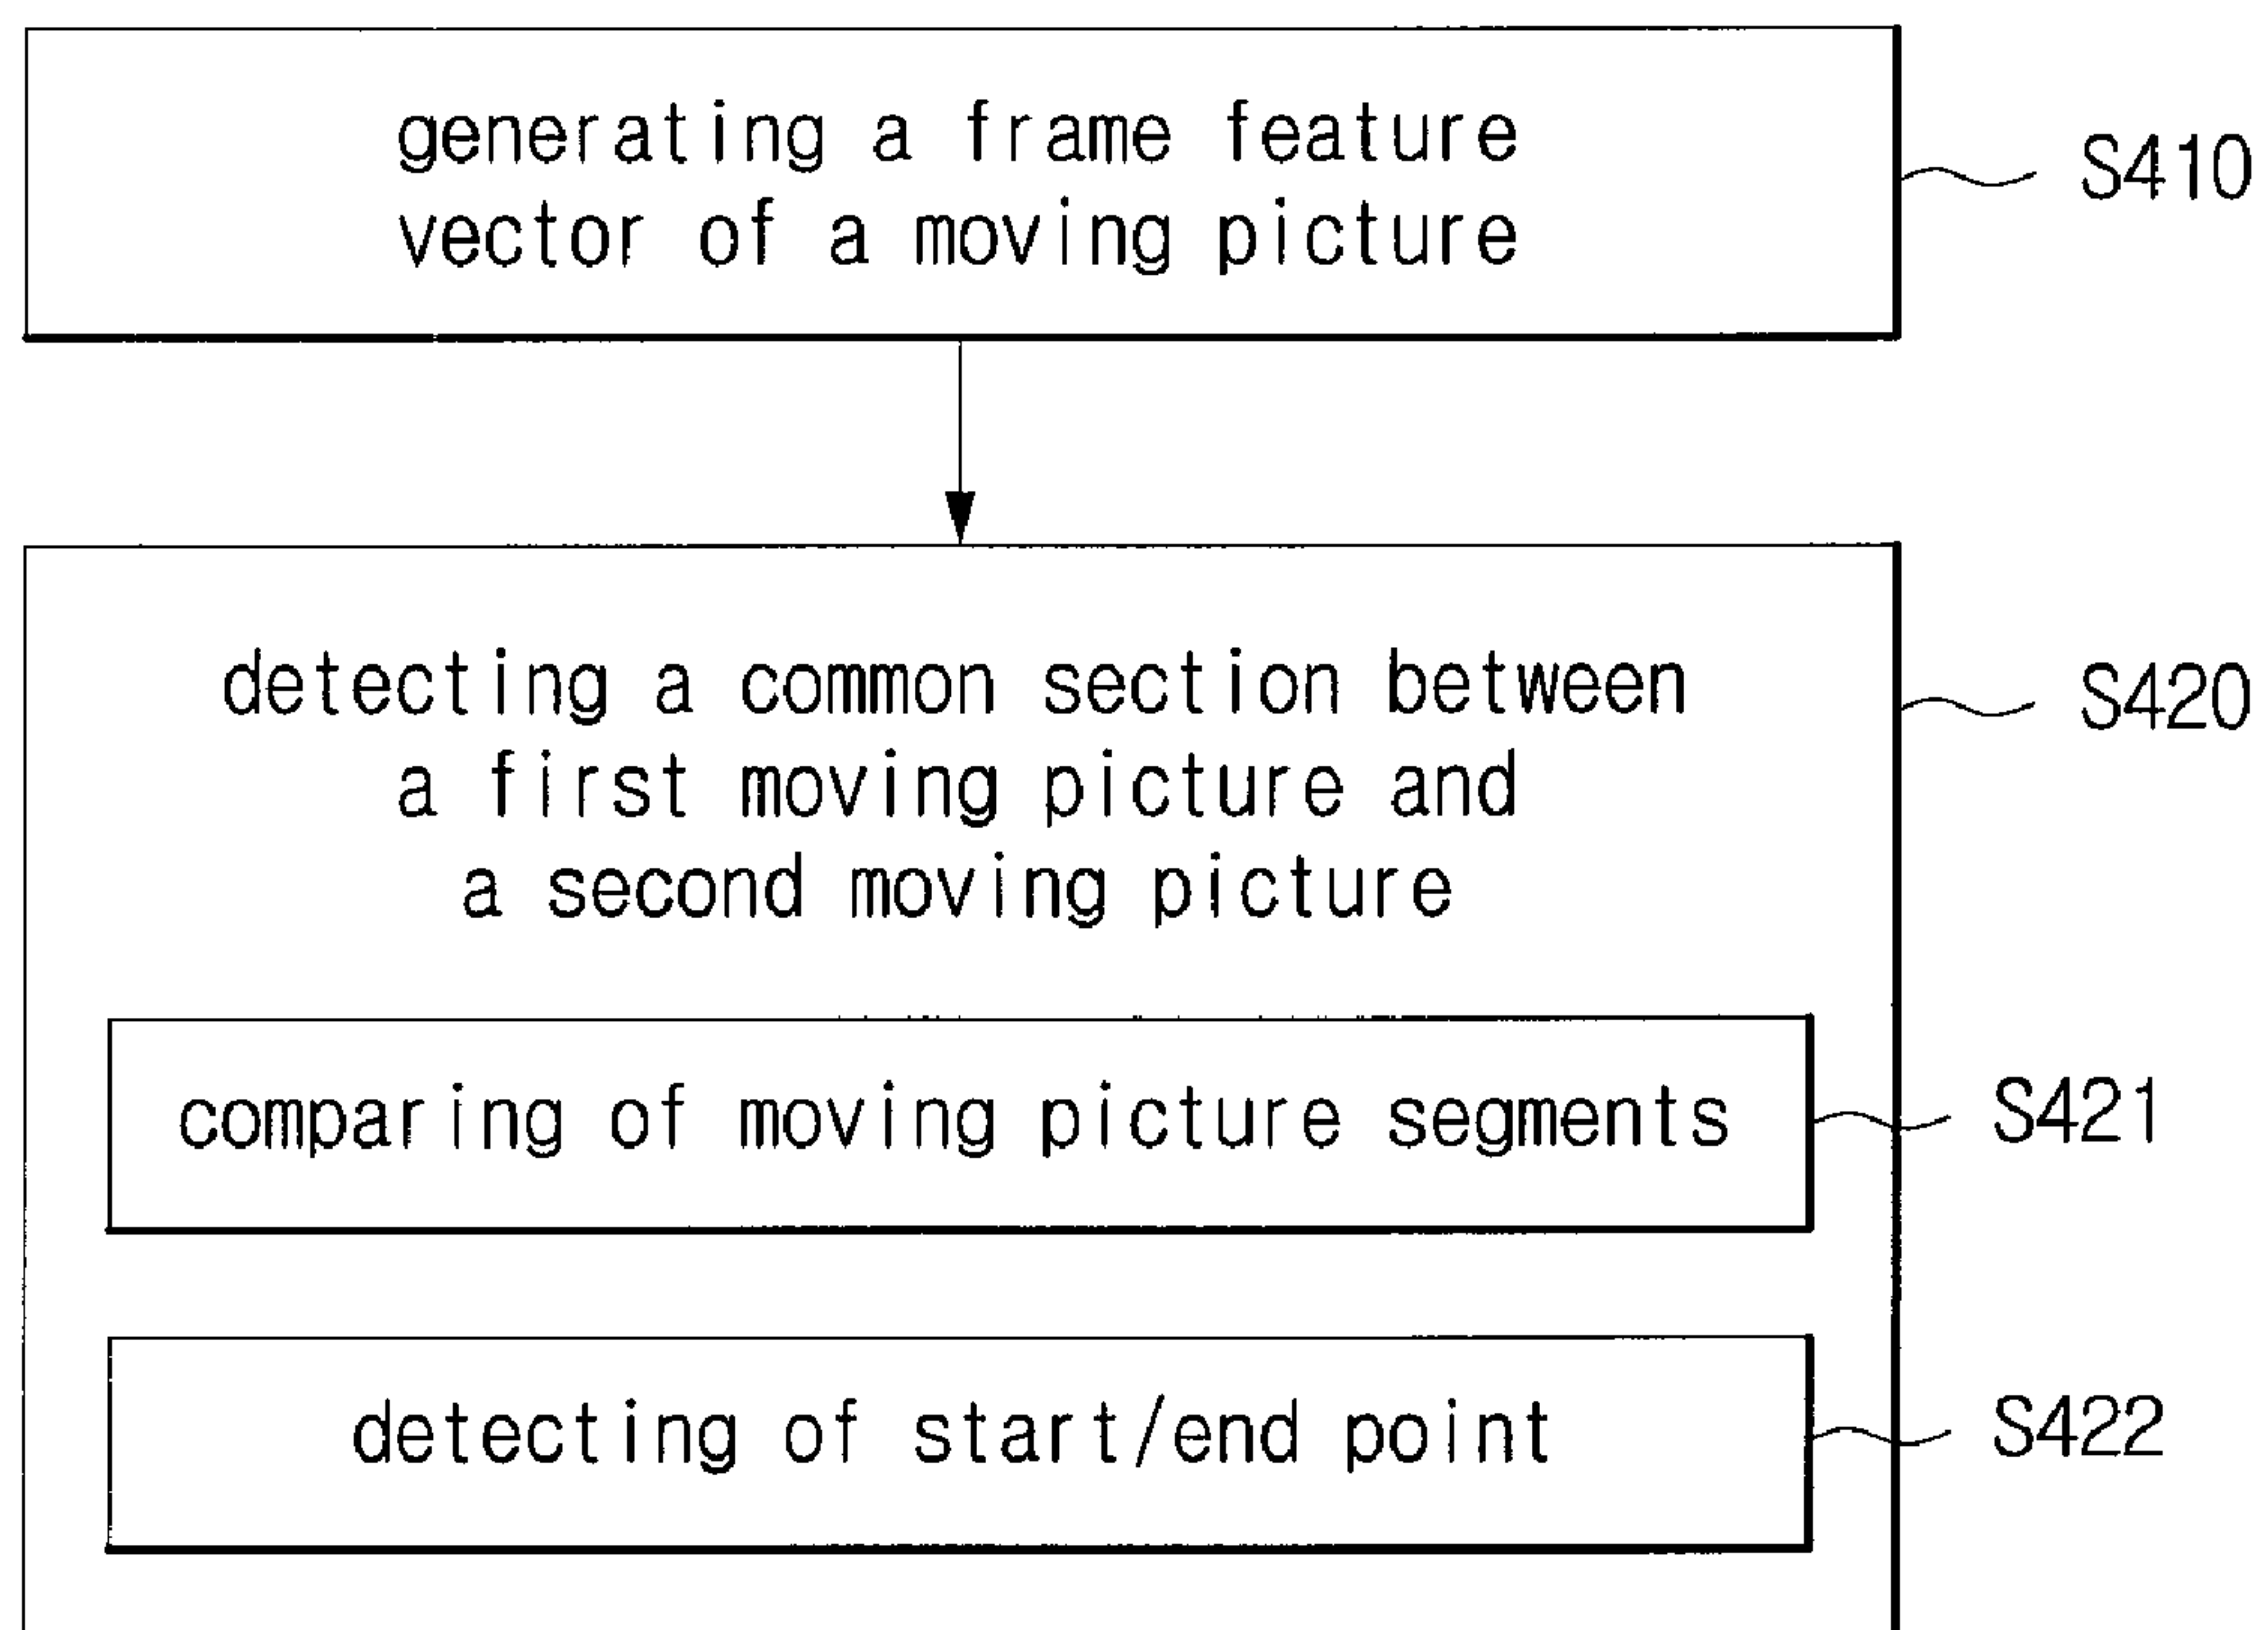 generating a frame feature
vector of a moving picture
S410
detecting a common section between
a first moving picture and
a second moving picture
S420
comparing of moving picture segments
S421
detecting of start/end point
S422